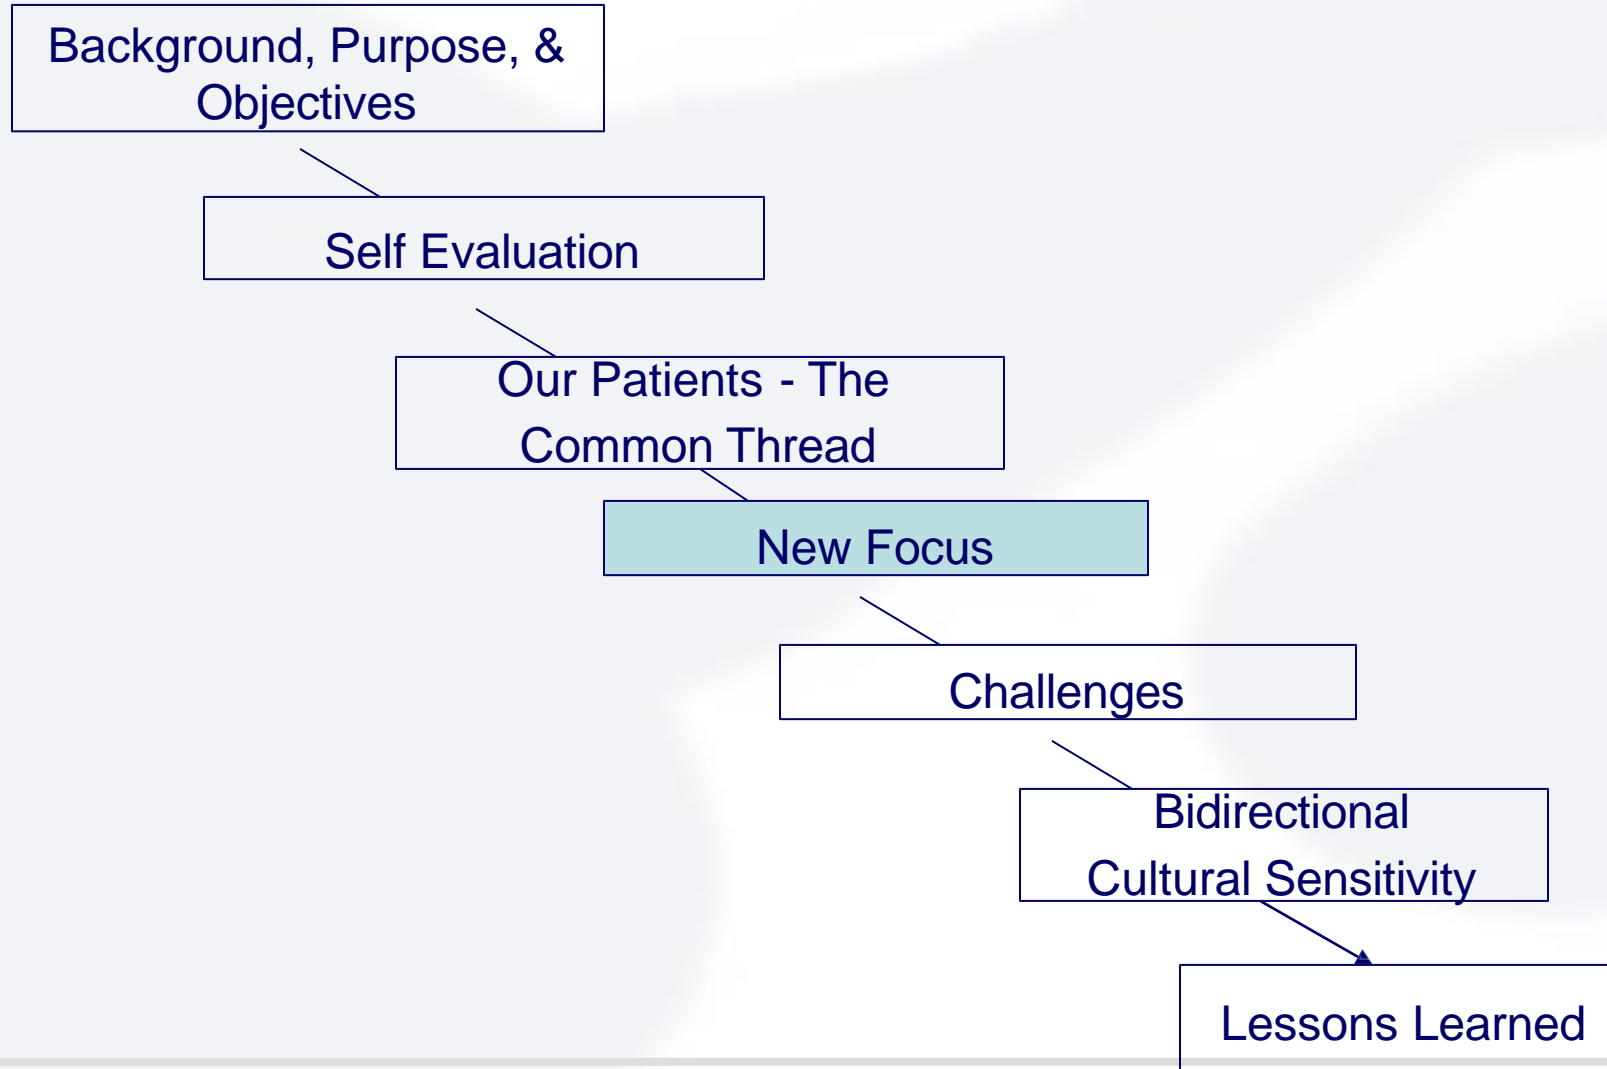 Background, Purpose, &
Objectives
Self Evaluation
Our Patients - The
Common Thread
New Focus
Challenges
Bidirectional
Cultural Sensitivity
Lessons Learned